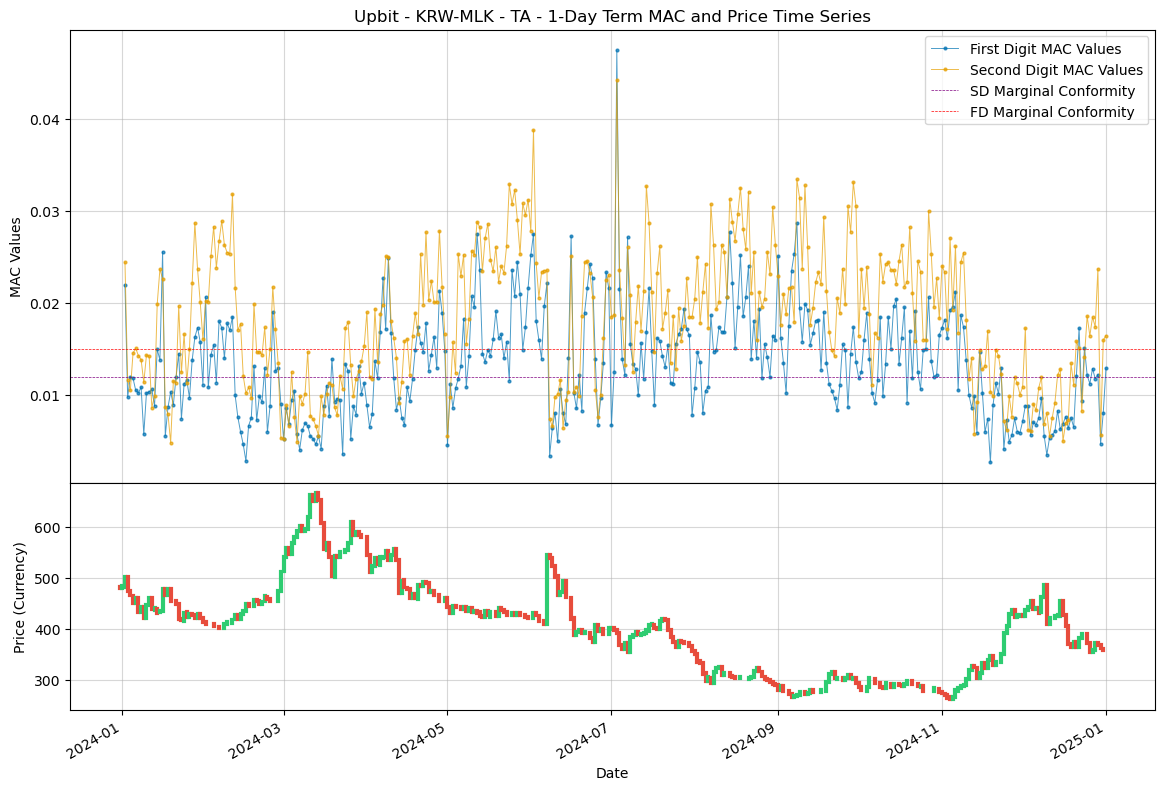 Upbit - KRW-MLK - TA - 1-Day Term MAC and Price Time Series
First Digit MAC Values
Second Digit MAC Values
SD Marginal Conformity
FD Marginal Conformity
MAC Values
0.04
0.03
0.02
0.01
Price (Currency)
600
500
400
300
2024-01
2024-03
2024-05
2024-07
2024-09
2024-11
2025-01
Date